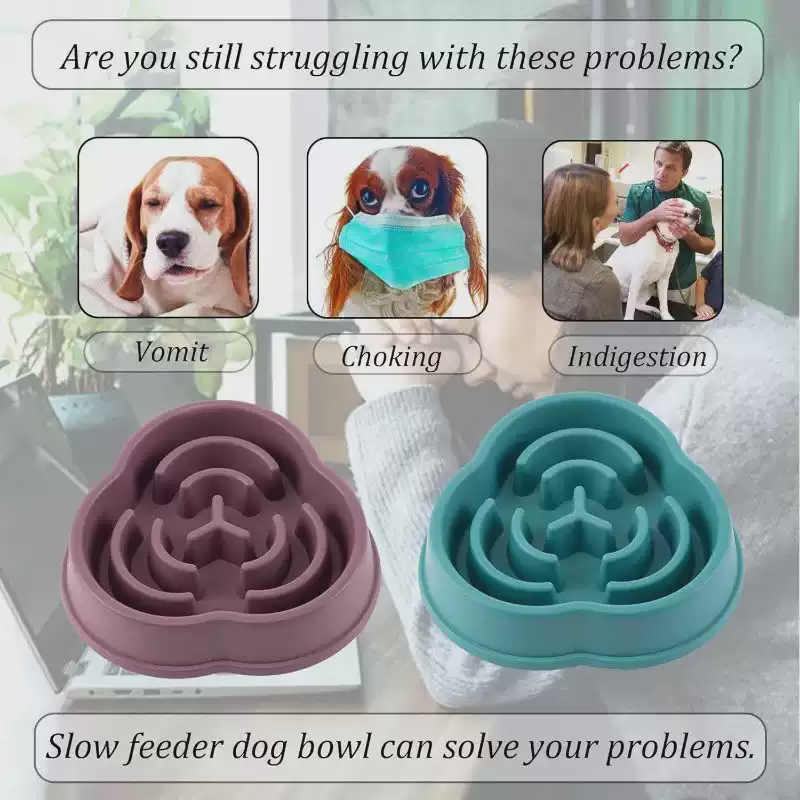 Are you still struggling with these problems?
Vomit
Choking
Indigestion
Slow feeder dog bowl can solve your problems.